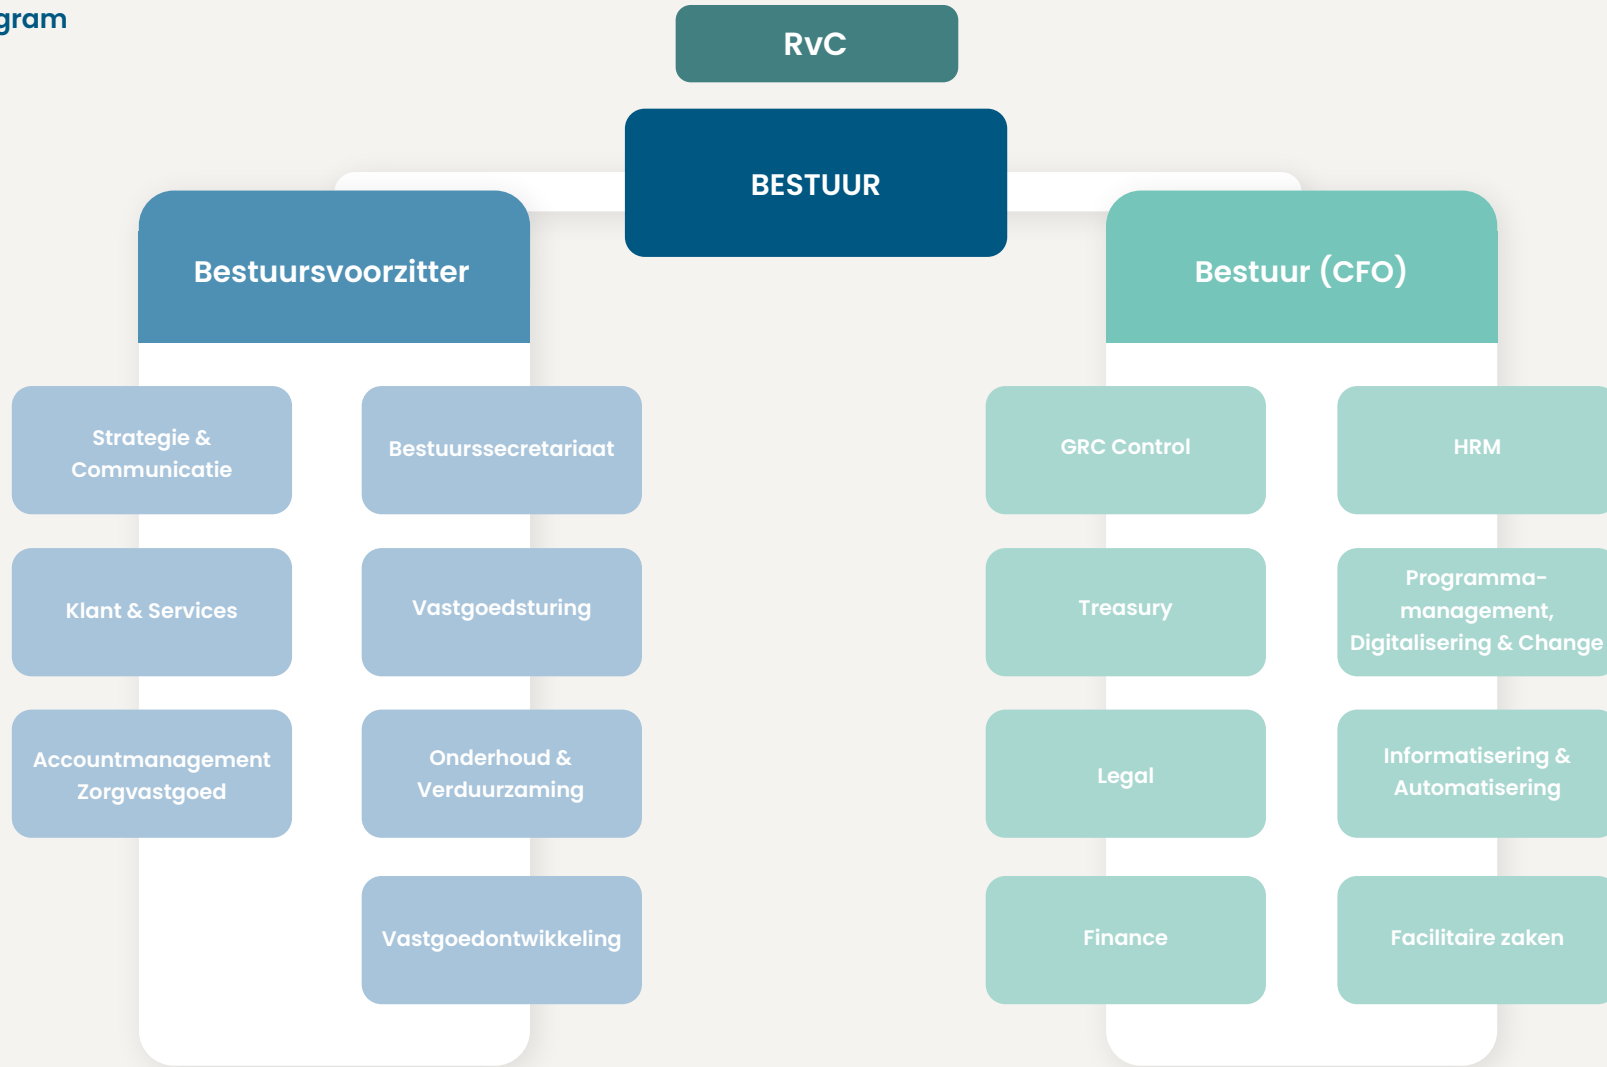 gram
RvC
BESTUUR
Bestuursvoorzitter
Strategie &
Communicatie
Bestuurssecretariaat
Klant & Services
Vastgoedsturing
Accountmanagement
Zorgvastgoed
Onderhoud &
Verduurzaming
Vastgoedontwikkeling
Bestuur (CFO)
GRC Control
HRM
Treasury
Programma-
management,
Digitalisering & Change
Legal
Informatisering &
Automatisering
Finance
Facilitaire zaken